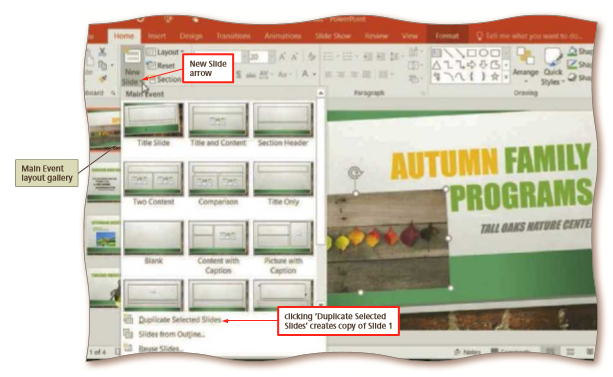 PowerPoint
Home Insert Design Transitions Animations Slide Show Review View Format Tell me what you want to do...
Layout
Reset
Section
New
Slide
20
Arrange Quick
Styles
Paragraph
Drawing
New Slide
arrow
Main Event
Title Slide Title and Content Section Header
Two Content Comparison Title Only
Blank Content with
Caption Picture with
Caption
Duplicate Selected Slides
Slides from Outline...
Reuse Slides...
Main Event
layout gallery
clicking 'Duplicate Selected
Slides' creates copy of Slide 1
AUTUMN FAMILY
PROGRAMS
TALL OAKS NATURE CENTE
1 of 4
Notes